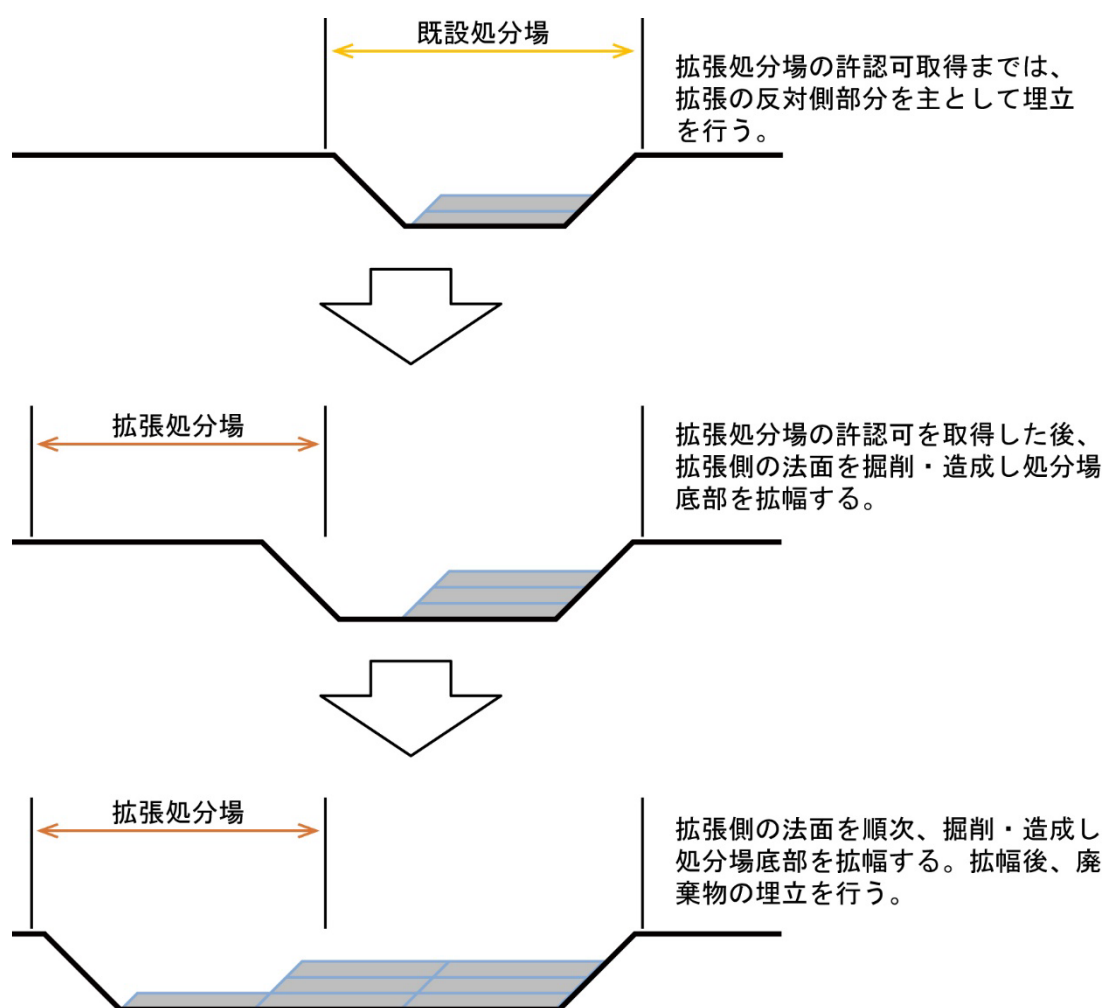 既設処分場
拡張処分場の許認可取得までは、
拡張の反対側部分を主として埋立
を行う。
拡張処分場
拡張処分場の許認可を取得した後、
拡張側の法面を掘削・造成し処分場
底部を拡幅する。
拡張処分場
拡張側の法面を順次、掘削・造成し
処分場底部を拡幅する。拡幅後、廃
棄物の埋立を行う。